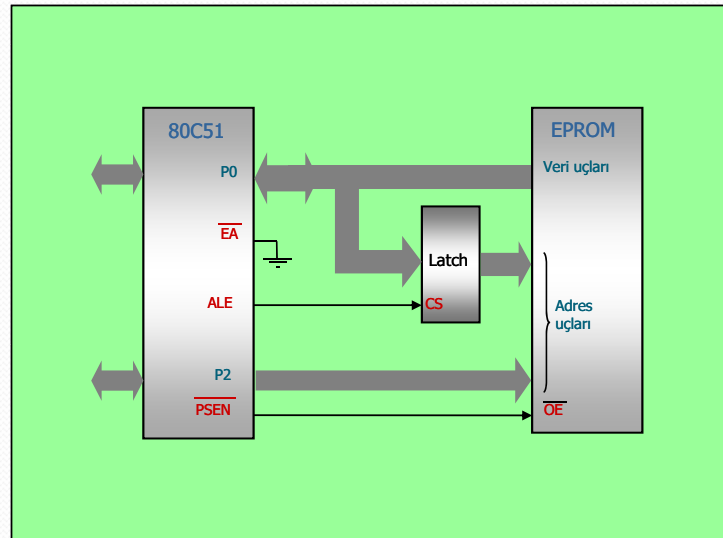 80C51
EPROM
P0
Veri uçları
EA
Latch
ALE
CS
Adres
uçları
P2
PSEN
OE